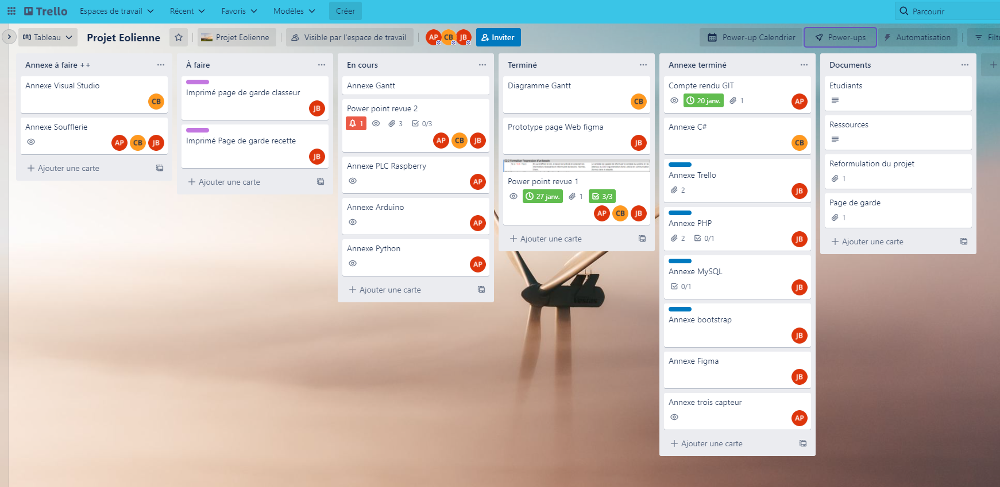 Trello
Espaces de travail
Récent
Favoris
Modèles
Créer
Parcourir
Tableau
Projet Eolienne
Projet Eolienne
Visible par l'espace de travail
AP
CB
JB
Inviter
Power-up Calendrier
Power-ups
Automatisation
Filtr
Annexe à faire ++
Annexe Visual Studio
CB
Annexe Soufflerie
AP CB JB
Ajouter une carte
À faire
Imprimé page de garde classeur
JB
Imprimé Page de garde recette
JB
Ajouter une carte
En cours
Annexe Gantt
Power point revue 2
1 3 0/3
AP CB JB
Annexe PLC Raspberry
AP
Annexe Arduino
AP
Annexe Python
AP
Ajouter une carte
Terminé
Diagramme Gantt
CB
Prototype page Web figma
JB
Power point revue 1
27 janv. 1 3/3
AP CB JB
Ajouter une carte
Annexe terminé
Compte rendu GIT
20 janv. 1
AP
Annexe C#
CB
Annexe Trello
2
JB
Annexe PHP
2 0/1
JB
Annexe MySQL
0/1
JB
Annexe bootstrap
JB
Annexe Figma
JB
Annexe trois capteur
AP
Ajouter une carte
Documents
Etudiants
Ressources
Reformulation du projet
1
Page de garde
1
Ajouter une carte